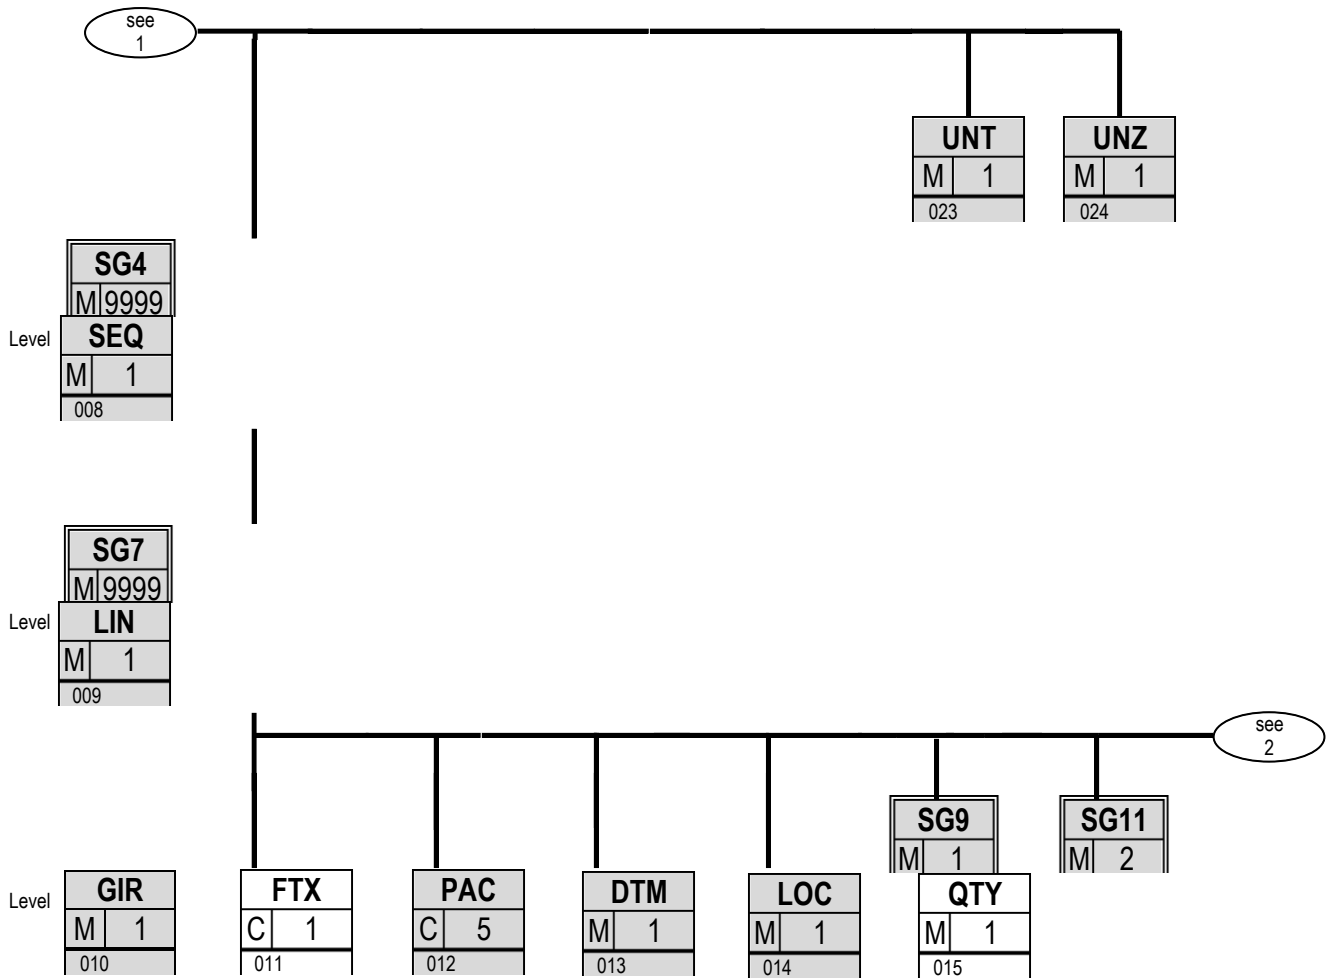 see
1
UNT
M 1
023
UNZ
M 1
024
SG4
M 9999
Level
SEQ
M 1
008
SG7
M 9999
Level
LIN
M 1
009
see
2
SG9
M 1
SG11
M 2
Level
GIR
M 1
010
FTX
C 1
011
PAC
C 5
012
DTM
M 1
013
LOC
M 1
014
QTY
M 1
015